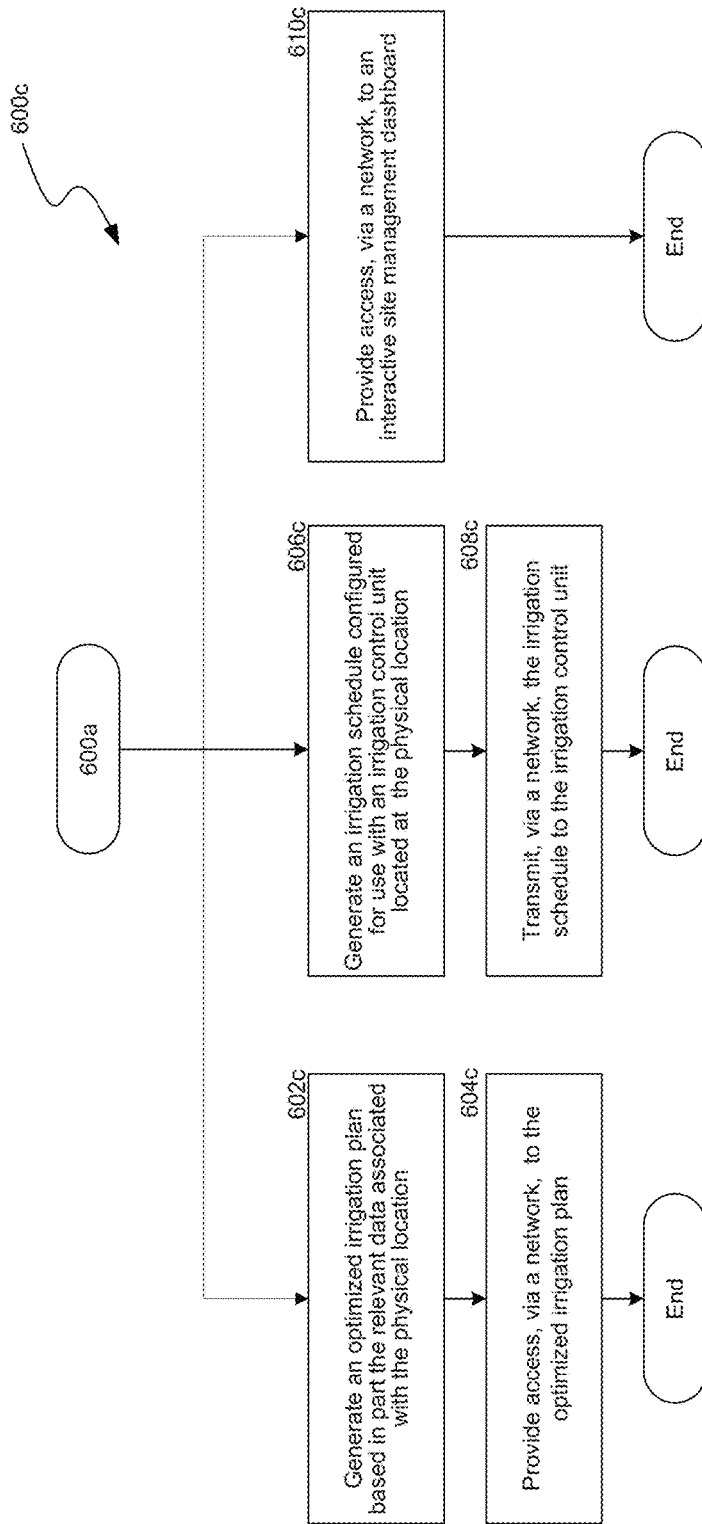 600c
600a
602c
Generate an optimized irrigation plan
based in part the relevant data associated
with the physical location
604c
Provide access, via a network, to the
optimized irrigation plan
End
606c
Generate an irrigation schedule configured
for use with an irrigation control unit
located at the physical location
608c
Transmit, via a network, the irrigation
schedule to the irrigation control unit
End
610c
Provide access, via a network, to an
interactive site management dashboard
End